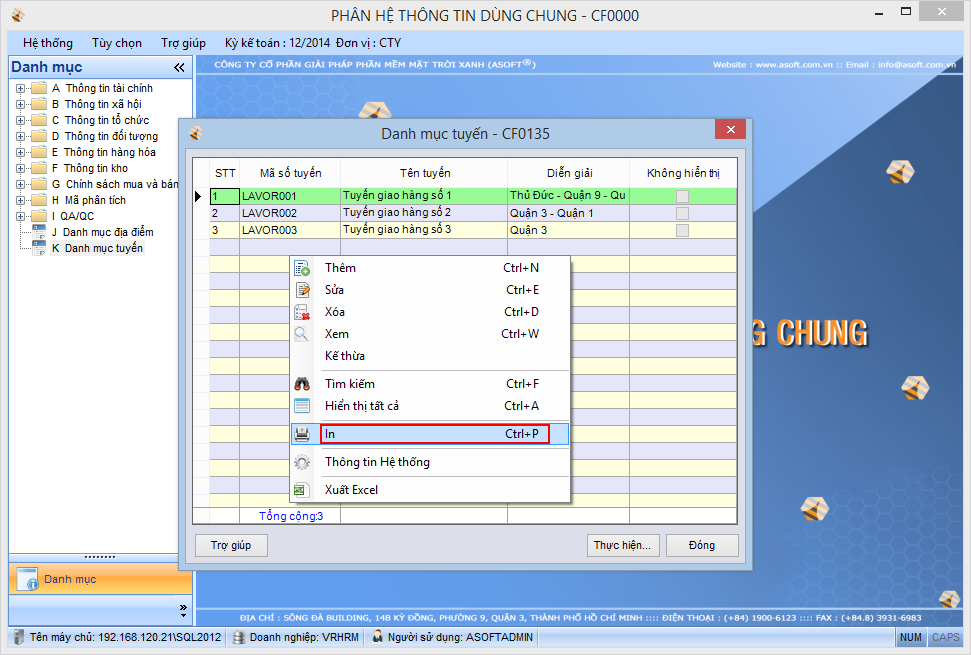 PHÂN HỆ THÔNG TIN DÙNG CHUNG - CF0000
Hệ thống Tùy chọn Trợ giúp Kỳ kế toán : 12/2014 Đơn vị : CTY
Danh mục
CÔNG TY CỔ PHẦN GIẢI PHÁP PHẦN MỀM MẶT TRỜI XANH (ASOFT®)
Website : www.asoft.com.vn :: Email : info@asoft.com.vn
A Thông tin tài chính
B Thông tin xã hội
C Thông tin tổ chức
D Thông tin đối tượng
E Thông tin hàng hóa
F Thông tin kho
G Chính sách mua và bán
H Mã phân tích
I QA/QC
J Danh mục địa điểm
K Danh mục tuyến
Danh mục tuyến - CF0135
STT Mã số tuyến Tên tuyến Diễn giải Không hiển thị
1 LAVOR001 Tuyến giao hàng số 1 Thủ Đức - Quận 9 - Qu
2 LAVOR002 Tuyến giao hàng số 2 Quận 3 - Quận 1
3 LAVOR003 Tuyến giao hàng số 3 Quận 3
Thêm Ctrl+N
Sửa Ctrl+E
Xóa Ctrl+D
Xem Ctrl+W
Kế thừa
Tìm kiếm Ctrl+F
Hiển thị tất cả Ctrl+A
In Ctrl+P
Thông tin Hệ thống
Xuất Excel
Tổng cộng:3
Trợ giúp Thực hiện... Đóng
G CHUNG
Danh mục
ĐỊA CHỈ : SÔNG ĐÀ BUILDING, 14B KỲ ĐỒNG, PHƯỜNG 9, QUẬN 3, THÀNH PHỐ HỒ CHÍ MINH :::: ĐIỆN THOẠI : (+84) 1900-6123 :::: FAX : (+84.8) 3931-6983
Tên máy chủ: 192.168.120.21\SQL2012 Doanh nghiệp: VRHRM Người sử dụng: ASOFTADMIN NUM CAPS